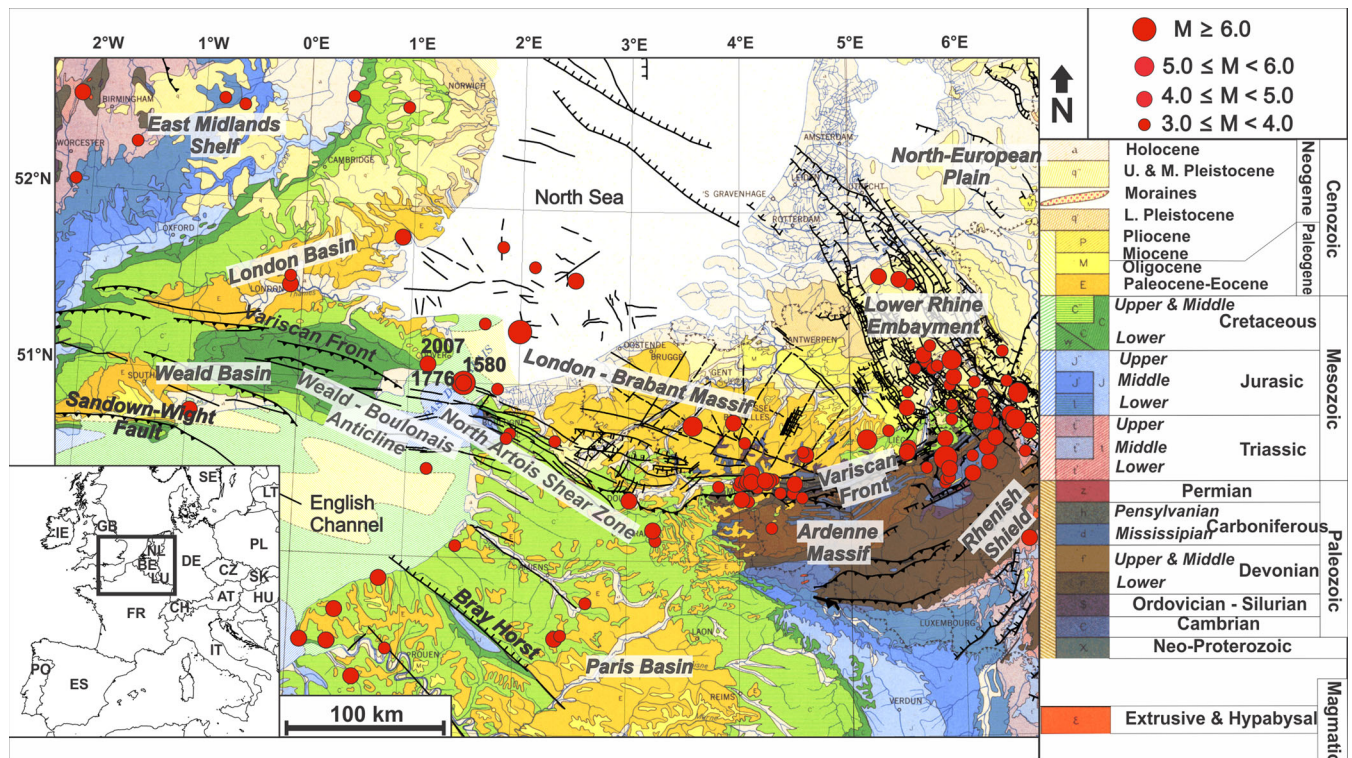 2°W 1°W 0°E 1°E 2°E 3°E 4°E 5°E 6°E
52°N
51°N
BIRMINGHAM
WORCESTER
East Midlands
Shelf
NORWICH
CAMBRIDGE
OXFORD
London Basin
LONDON
Thames
Variscan Front
Weald Basin
Sandown-Wight
Fault
Weald - Boulonais
Anticline
North Artois Shear Zone
2007
1580
1776
North Sea
AMSTERDAM
UTRECHT
'S GRAVENHAGE
ROTTERDAM
North-European
Plain
Lower Rhine
Embayment
OOSTENDE
BRUGGE
GENT
ANTWERPEN
London - Brabant Massif
LIEGE
Variscan
Front
Ardenne
Massif
Rhenish
Shield
English
Channel
AMIENS
Bray Horst
ROUEN
Paris Basin
LAON
REIMS
LUXEMBOURG
VERDUN
100 km
SE
LT
IE
GB
NL
BE
LU
DE
PL
CZ
SK
FR
CH
AT
HU
IT
PO
ES
M ≥ 6.0
5.0 ≤ M < 6.0
4.0 ≤ M < 5.0
3.0 ≤ M < 4.0
N
Holocene
U. & M. Pleistocene
Moraines
L. Pleistocene
Pliocene
Miocene
Oligocene
Paleocene-Eocene
Neogene
Paleogene
Cenozoic
Upper & Middle
Cretaceous
Lower
Upper
Middle
Jurasic
Lower
Upper
Middle
Triassic
Lower
Mesozoic
Permian
Pensylvanian
Carboniferous
Mississipian
Upper & Middle
Devonian
Lower
Ordovician - Silurian
Cambrian
Neo-Proterozoic
Paleozoic
Extrusive & Hypabysal
Magmatic